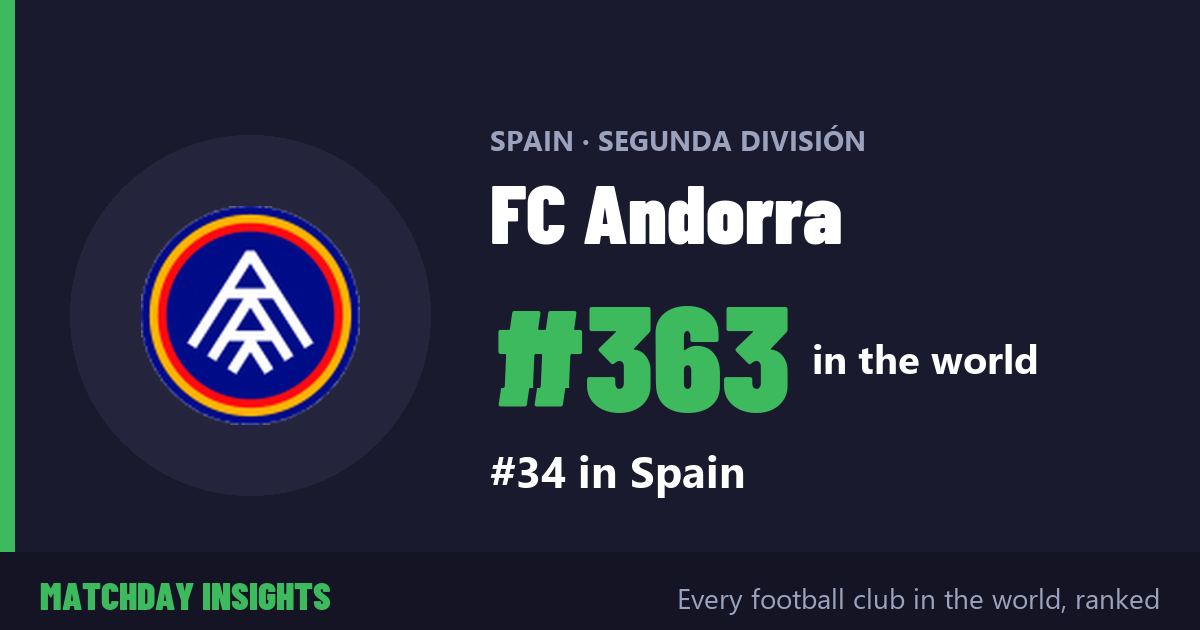 SPAIN · SEGUNDA DIVISIÓN
FC Andorra
#363 in the world
#34 in Spain
MATCHDAY INSIGHTS
Every football club in the world, ranked